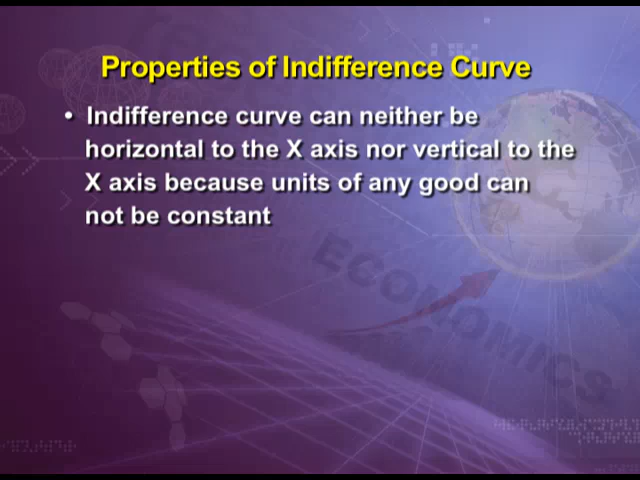 Properties of Indifference Curve
• Indifference curve can neither be
horizontal to the X axis nor vertical to the
X axis because units of any good can
not be constant
ECONOMICS